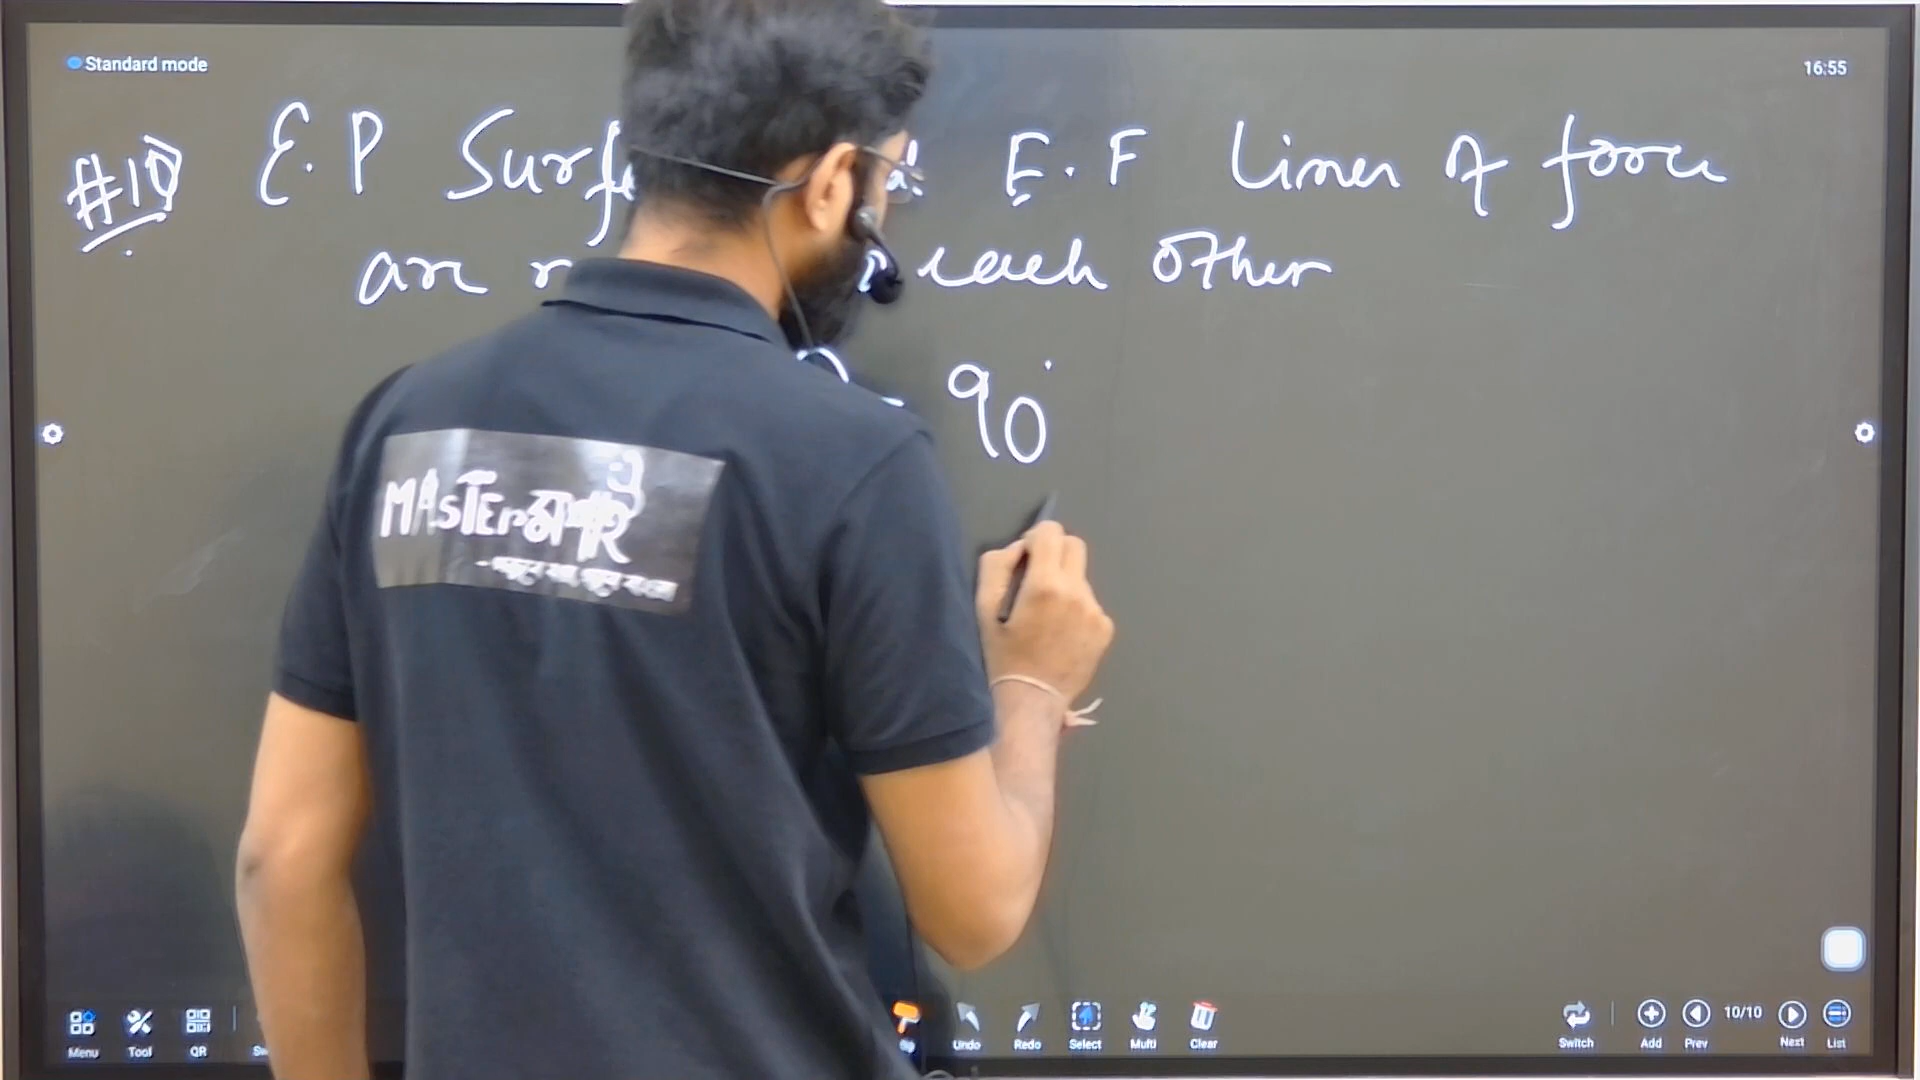 Standard mode
16:55
#10 E.P Surf E.F Lines of force
are each other
90°
MASTER
Menu Tool QR Undo Redo Select Multi Clear Switch Add Prev 10/10 Next List